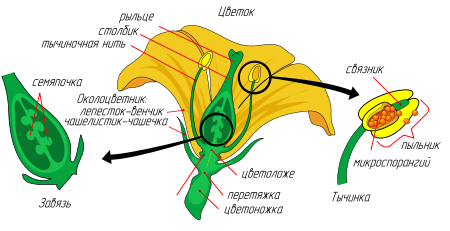 Цветок
рыльце
столбик
тычиночная нить
связник
семяпочка
Околоцветник:
лепесток-венчик
чашелистик-чашечка
пыльник
микроспорангий
цветоложе
Тычинка
перетяжка
Завязь
цветоножка